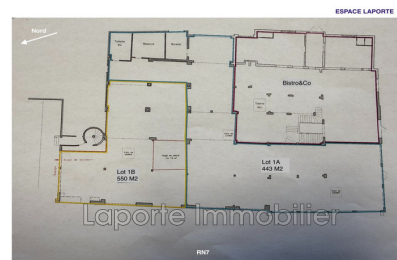 ESPACE LAPORTE
Nord
Bistro&Co
Lot 1A
443 M2
Lot 1B
550 M2
Laporte Immobilier
RN7